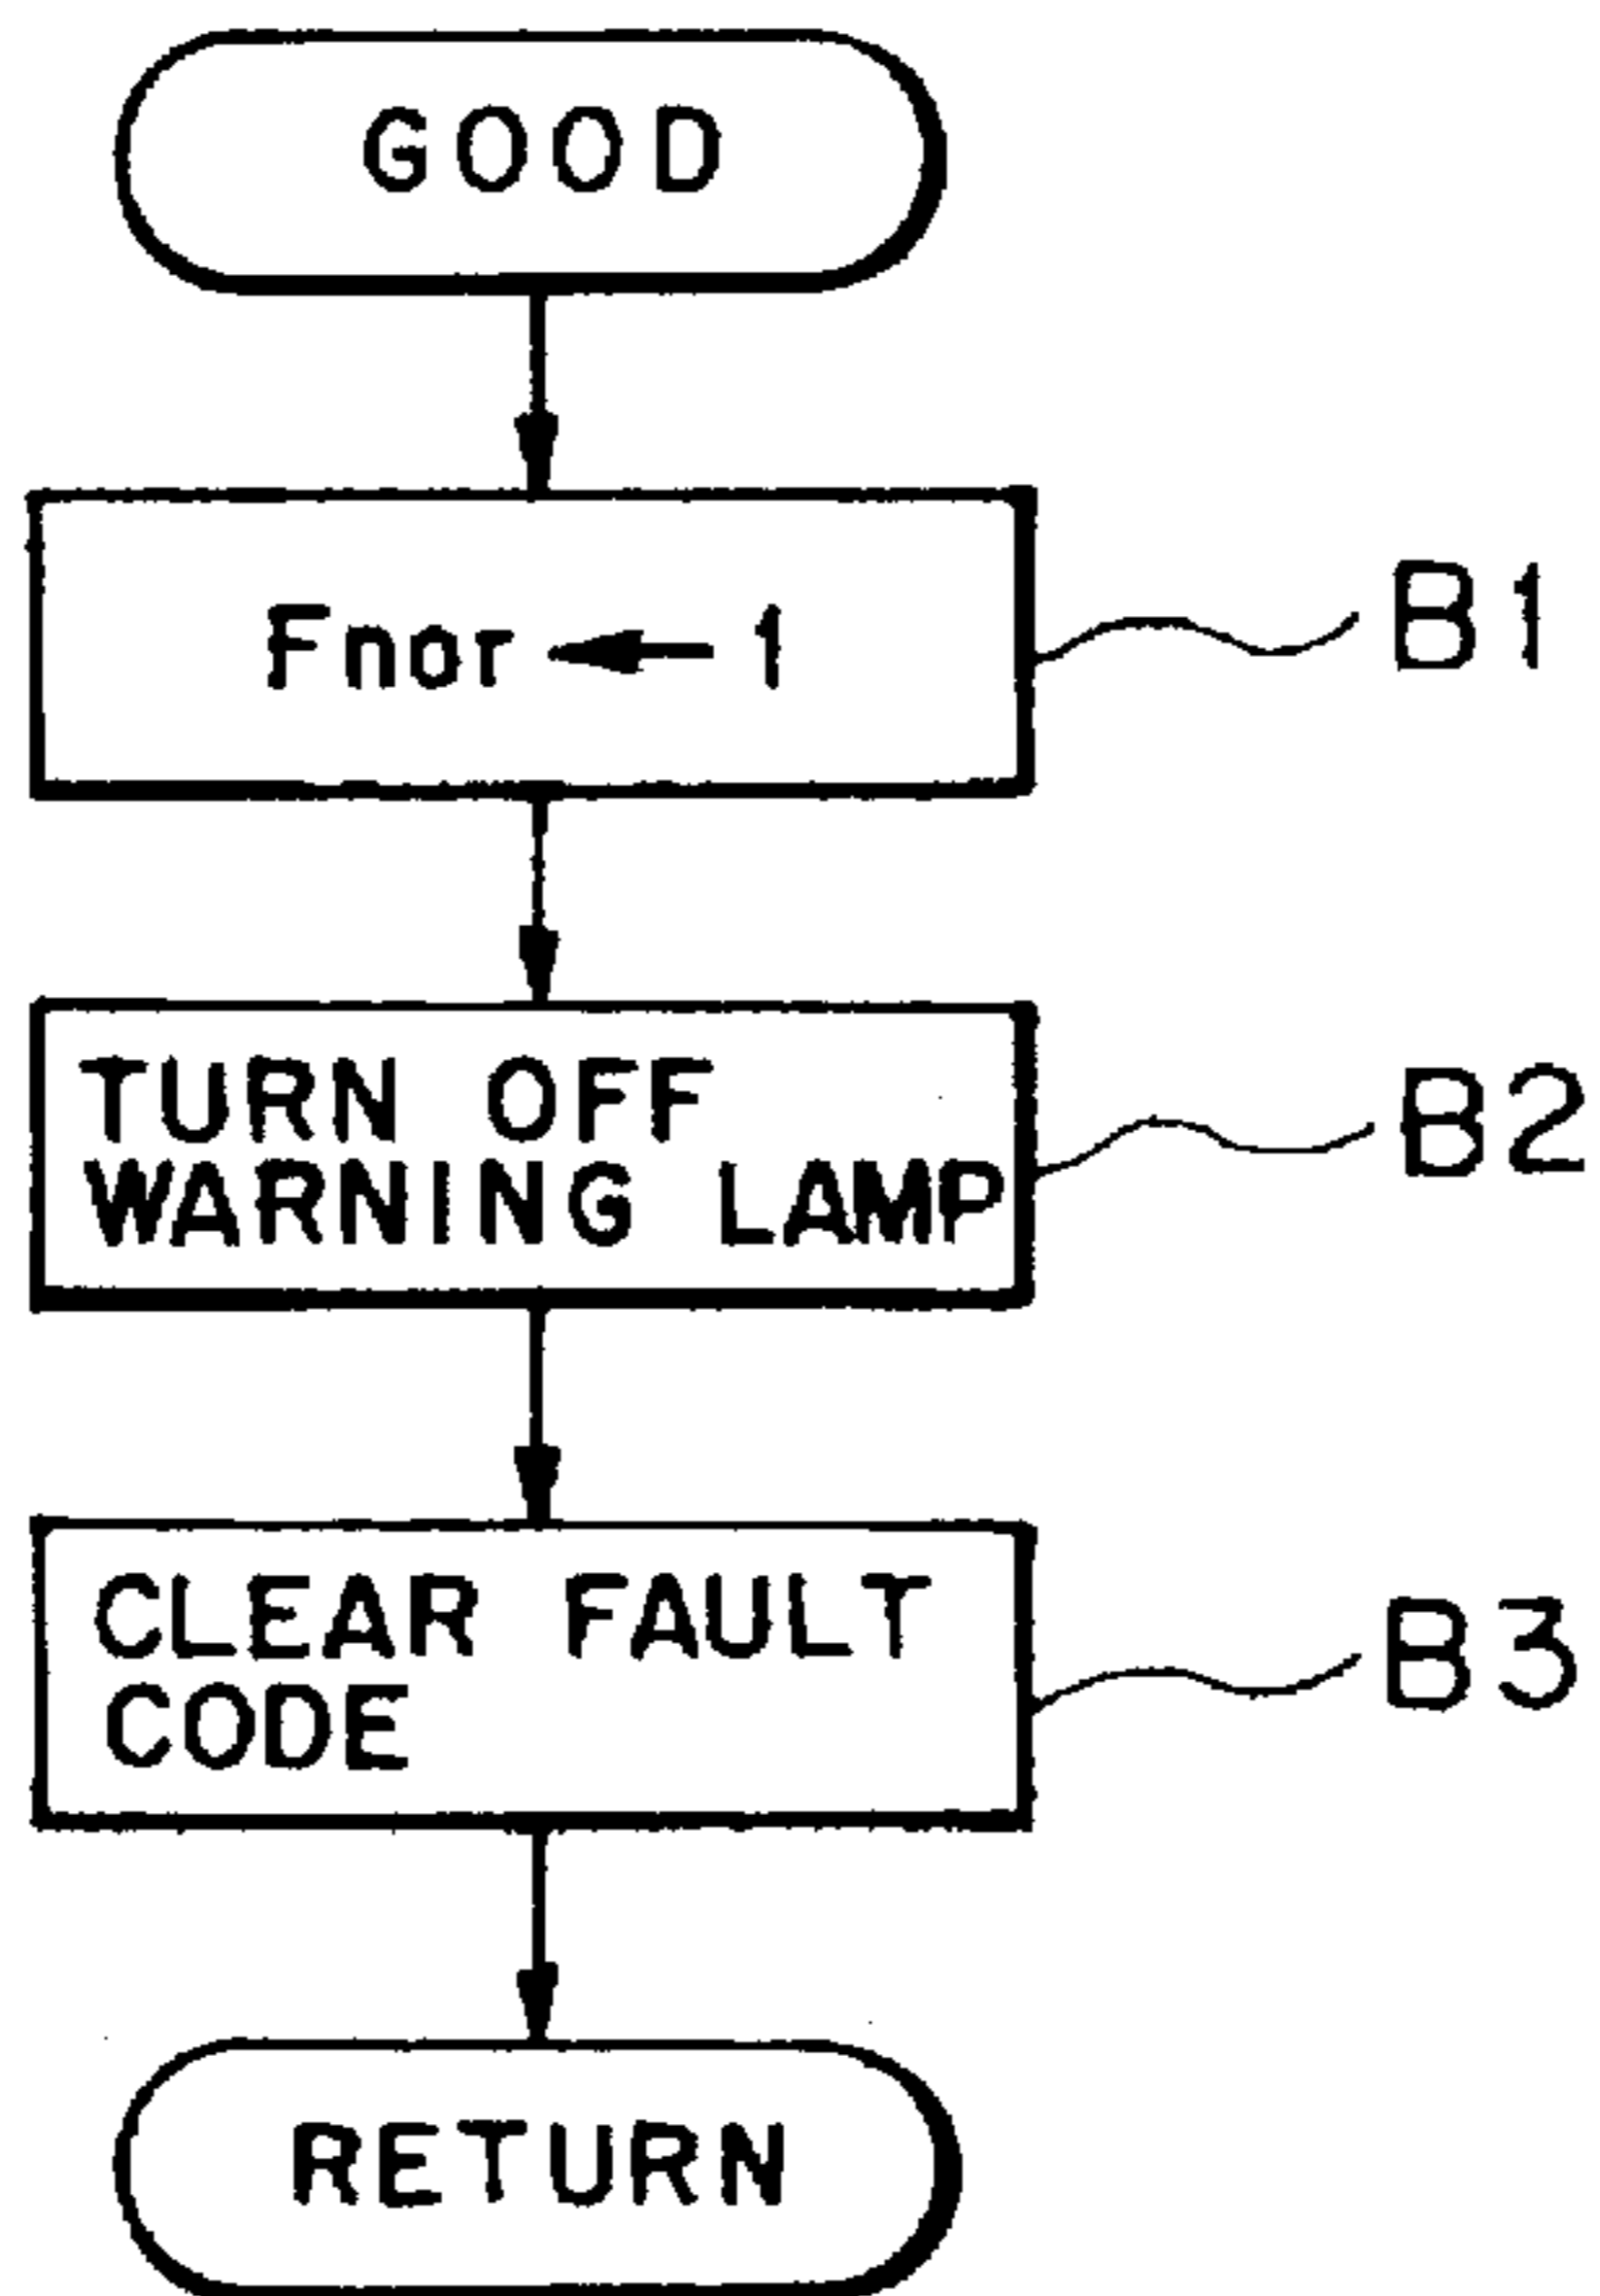 GOOD
Fnor ← 1
B1
TURN OFF
WARNING LAMP
B2
CLEAR FAULT
CODE
B3
RETURN